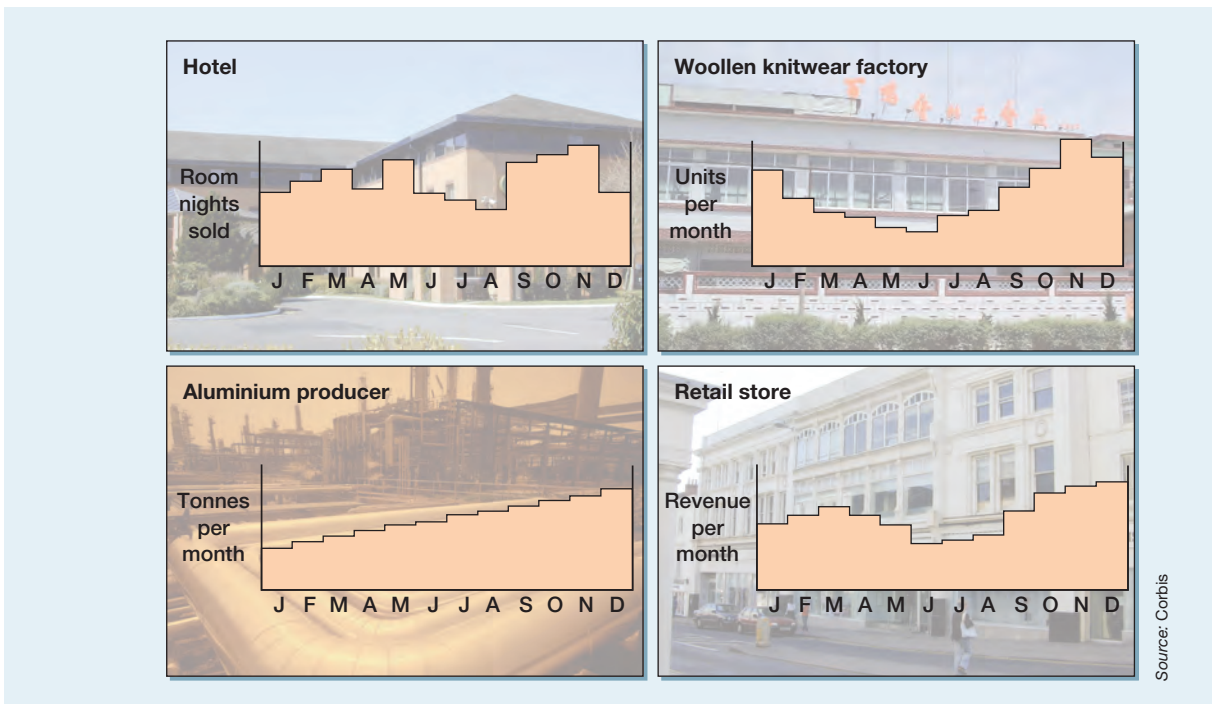 Hotel
Room
nights
sold
J F M A M J J A S O N D
Woollen knitwear factory
Units
per
month
J F M A M J J A S O N D
Aluminium producer
Tonnes
per
month
J F M A M J J A S O N D
Retail store
Revenue
per
month
J F M A M J J A S O N D
Source: Corbis